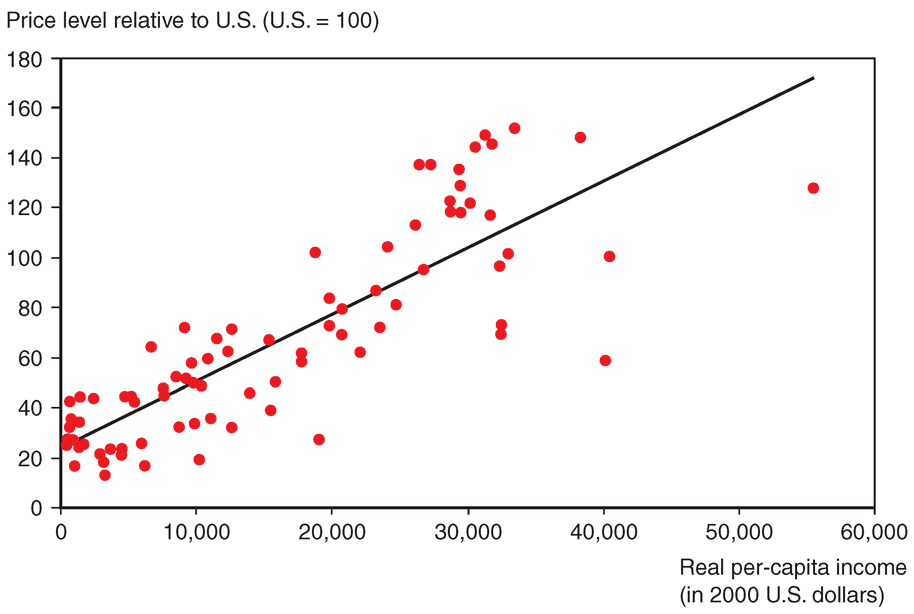 Price level relative to U.S. (U.S. = 100)
180
160
140
120
100
80
60
40
20
0
0 10,000 20,000 30,000 40,000 50,000 60,000
Real per-capita income
(in 2000 U.S. dollars)